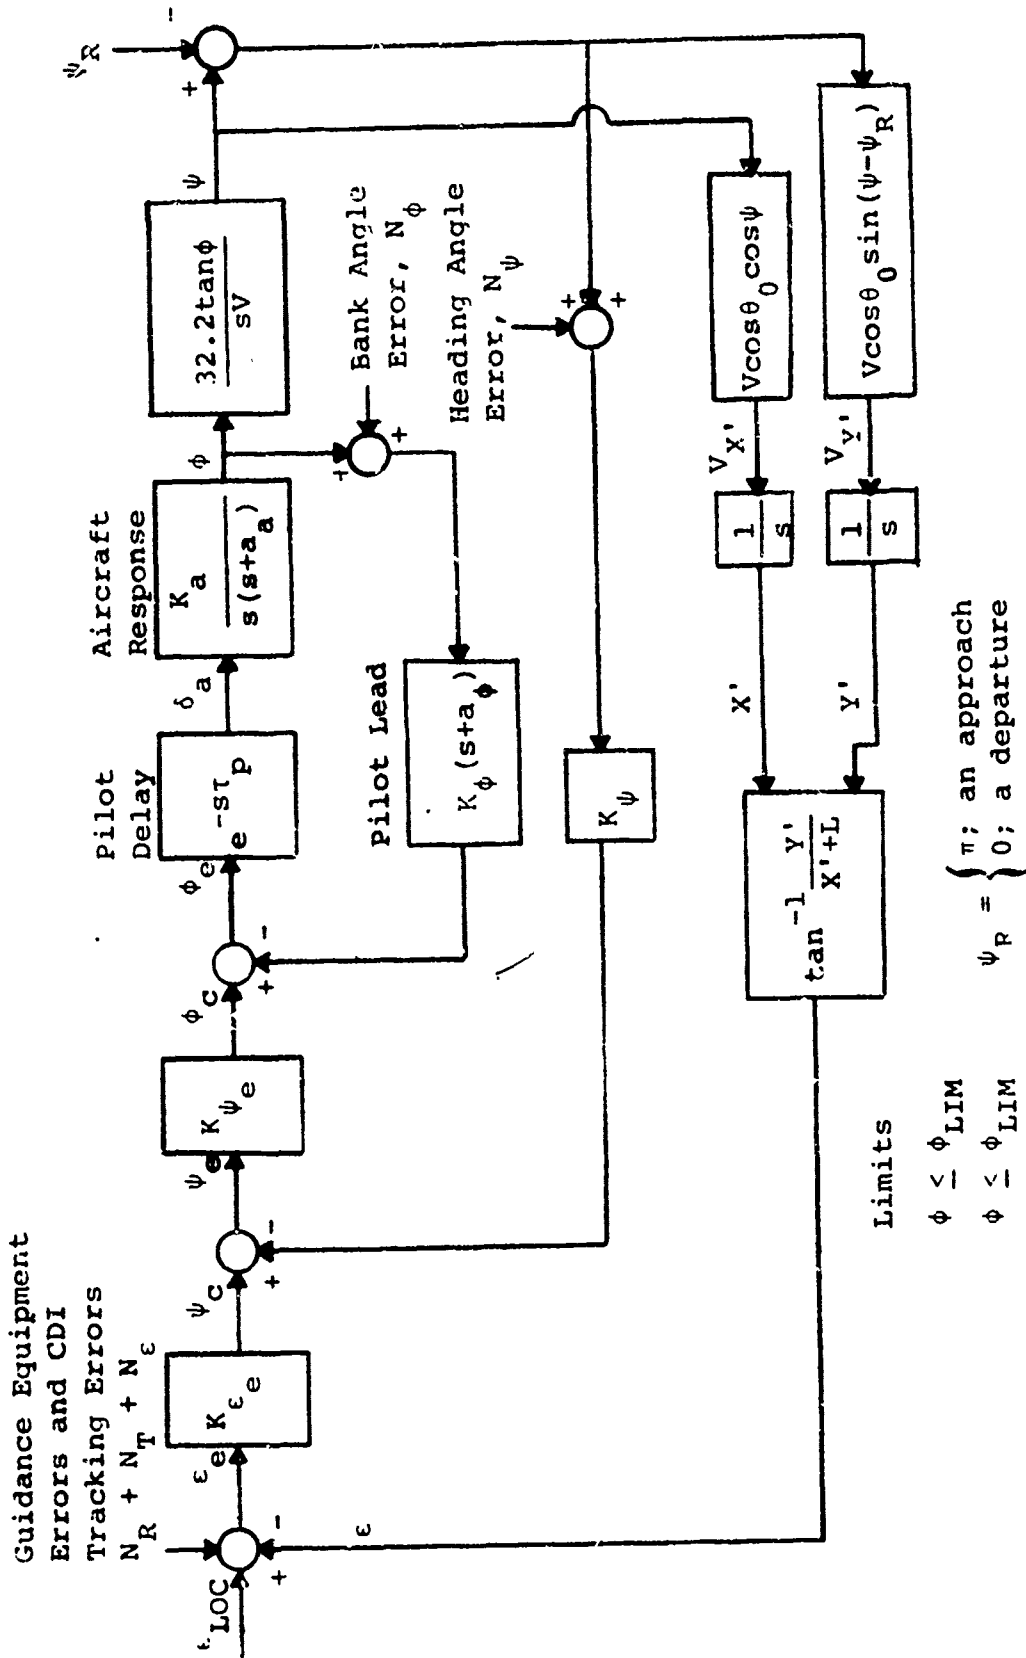 Guidance Equipment
Errors and CDI
Tracking Errors
N_R + N_T + N_ε
LOC
+
-
ε
ε_e
K_ε_e
ψ_c
+
-
ψ_e
K_ψ_e
φ_c
+
-
φ_e
Pilot
Delay
e^-sτ_p
δ_a
Aircraft
Response
K_a
s(s+a_a)
φ
32.2tanφ
sV
ψ
+
-
ψ_R
Pilot Lead
K_φ(s+a_φ)
+
+
Bank Angle
Error, N_φ
Heading Angle
Error, N_ψ
+
+
K_ψ
Vcosθ_0cosψ
V_X'
1
s
X'
Vcosθ_0sin(ψ-ψ_R)
V_Y'
1
s
Y'
tan^-1 Y'
X'+L
Limits
φ ≤ φ_LIM
φ ≤ φ_LIM
ψ_R = { π; an approach
0; a departure